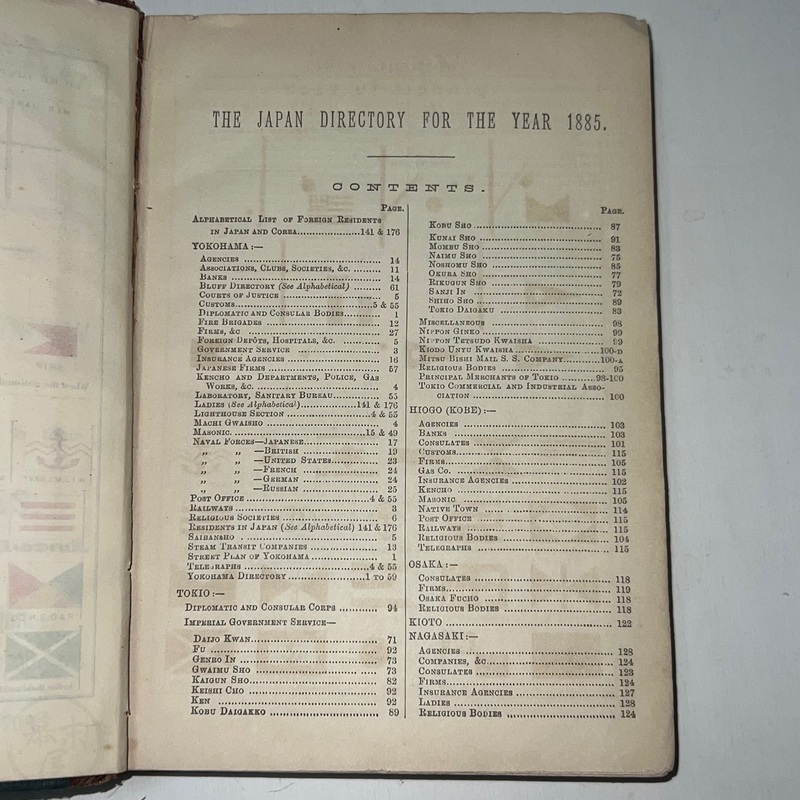 THE JAPAN DIRECTORY FOR THE YEAR 1885.
CONTENTS.
PAGE.
ALPHABETICAL LIST OF FOREIGN RESIDENTS
IN JAPAN AND COREA....................141 & 176
YOKOHAMA:—
AGENCIES .................... 14
ASSOCIATIONS, CLUBS, SOCIETIES, &c. ........ 11
BANKS .................... 14
BLUFF DIRECTORY (See Alphabetical) ........ 61
COURTS OF JUSTICE .................... 5
CUSTOMS....................5 & 55
DIPLOMATIC AND CONSULAR BODIES............ 1
FIRE BRIGADES .................... 12
FIRMS, &c .................... 27
FOREIGN DEPÔTS, HOSPITALS, &c. ............ 5
GOVERNMENT SERVICE .................... 3
INSURANCE AGENCIES .................... 16
JAPANESE FIRMS .................... 57
KENCHO AND DEPARTMENTS, POLICE, GAS
WORKS, &c. .................... 4
LABORATORY, SANITARY BUREAU............ 55
LADIES (See Alphabetical)............141 & 176
LIGHTHOUSE SECTION ....................4 & 55
MACHI GWAISHO .................... 4
MASONIC. ....................15 & 49
NAVAL FORCES—JAPANESE............ 17
„ „ —BRITISH ............ 19
„ „ —UNITED STATES............ 23
„ „ —FRENCH ............ 24
„ „ —GERMAN ............ 24
„ „ —RUSSIAN ............ 25
POST OFFICE ....................4 & 55
RAILWAYS .................... 3
RELIGIOUS SOCIETIES .................... 6
RESIDENTS IN JAPAN (See Alphabetical) 141 & 176
SAIBANSHO .................... 5
STEAM TRANSIT COMPANIES ............ 13
STREET PLAN OF YOKOHAMA ............ 1
TELEGRAPHS ....................4 & 55
YOKOHAMA DIRECTORY ............1 TO 59
TOKIO:—
DIPLOMATIC AND CONSULAR CORPS ............ 94
IMPERIAL GOVERNMENT SERVICE—
DAIJO KWAN.................... 71
FU .................... 92
GENRO IN .................... 73
GWAIMU SHO .................... 73
KAIGUN SHO.................... 82
KEISHI CHO .................... 92
KEN .................... 92
KOBU DAIGAKKO .................... 89
PAGE.
KOBU SHO .................... 87
KUNAI SHO .................... 91
MOMBU SHO .................... 83
NAIMU SHO .................... 75
NOSHOMU SHO .................... 85
OKURA SHO .................... 77
RIKUGUN SHO .................... 79
SANJI IN .................... 72
SHIHO SHO .................... 89
TOKIO DAIGAKU .................... 83
MISCELLANEOUS .................... 98
NIPPON GINKO .................... 99
NIPPON TETSUDO KWAISHA ............ 99
KIODO UNYU KWAISHA ............100-D
MITSU BISHI MAIL S. S. COMPANY............100-A
RELIGIOUS BODIES .................... 95
PRINCIPAL MERCHANTS OF TOKIO ............98-100
TOKIO COMMERCIAL AND INDUSTRIAL ASSO-
CIATION .................... 100
HIOGO (KOBE):—
AGENCIES .................... 103
BANKS .................... 103
CONSULATES .................... 101
CUSTOMS.................... 115
FIRMS.................... 105
GAS CO. .................... 115
INSURANCE AGENCIES .................... 102
KENCHO .................... 115
MASONIC .................... 105
NATIVE TOWN .................... 114
POST OFFICE .................... 115
RAILWAYS .................... 115
RELIGIOUS BODIES .................... 104
TELEGRAPHS .................... 115
OSAKA:—
CONSULATES .................... 118
FIRMS.................... 119
OSAKA FUCHO .................... 118
RELIGIOUS BODIES .................... 118
KIOTO .................... 122
NAGASAKI:—
AGENCIES .................... 128
COMPANIES, &c.................... 124
CONSULATES .................... 123
FIRMS.................... 124
INSURANCE AGENCIES .................... 127
LADIES .................... 128
RELIGIOUS BODIES .................... 124